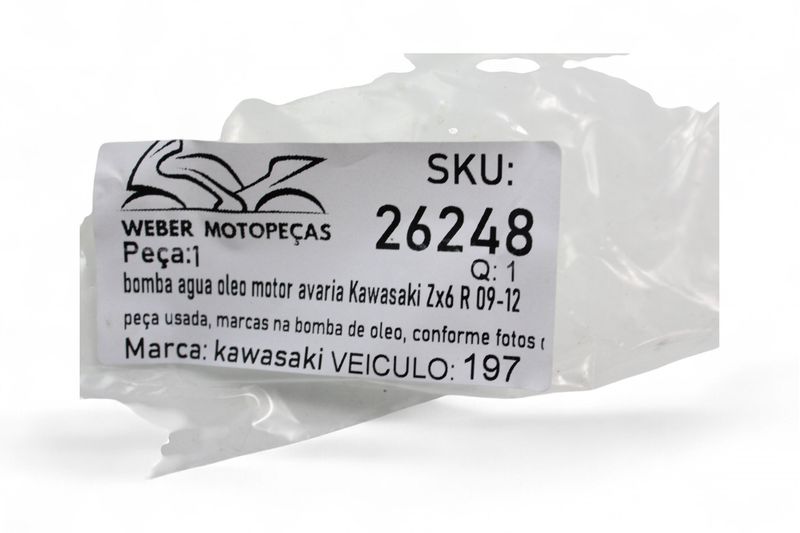 SKU:
26248
WEBER MOTOPEÇAS
Peça:1
Q: 1
bomba agua oleo motor avaria Kawasaki Zx6 R 09-12
peça usada, marcas na bomba de oleo, conforme fotos
Marca: kawasaki VEICULO: 197